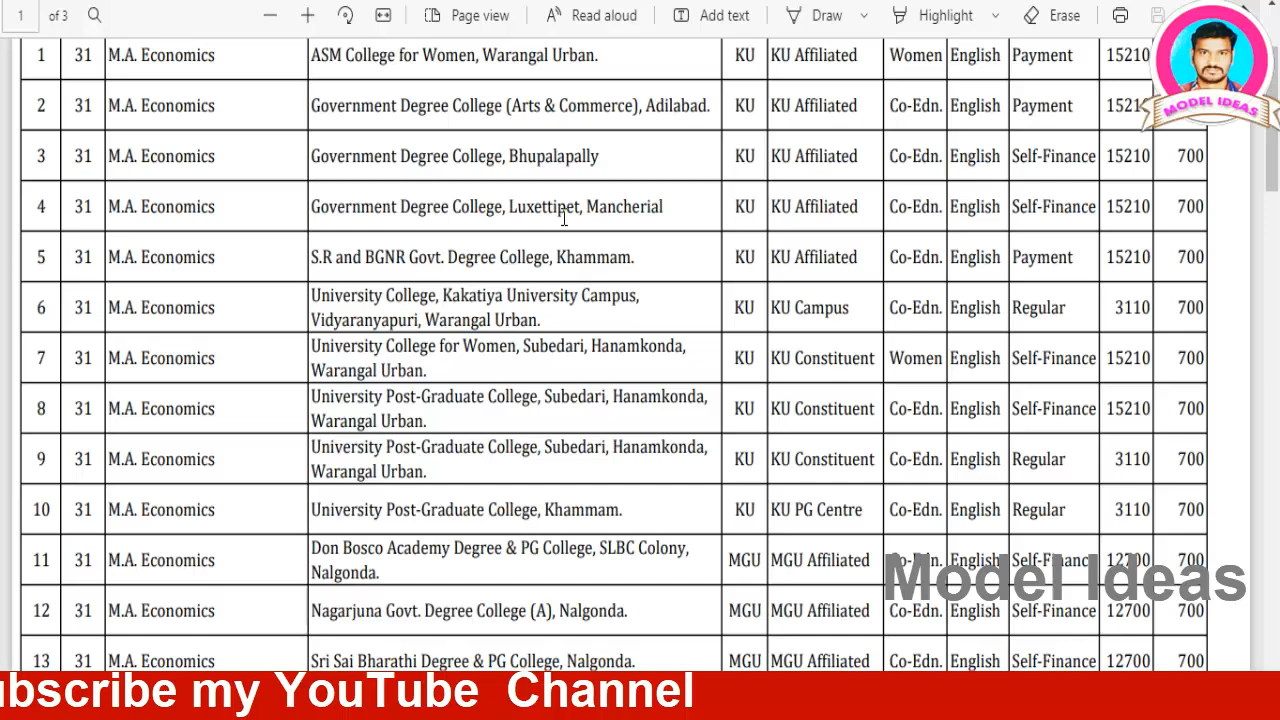 1 of 3 Page view Read aloud Add text Draw Highlight Erase
1 31 M.A. Economics ASM College for Women, Warangal Urban. KU KU Affiliated Women English Payment 15210
2 31 M.A. Economics Government Degree College (Arts & Commerce), Adilabad. KU KU Affiliated Co-Edn. English Payment
MODEL IDEAS
3 31 M.A. Economics Government Degree College, Bhupalapally KU KU Affiliated Co-Edn. English Self-Finance 15210 700
4 31 M.A. Economics Government Degree College, Luxettipet, Mancherial KU KU Affiliated Co-Edn. English Self-Finance 15210 700
5 31 M.A. Economics S.R and BGNR Govt. Degree College, Khammam. KU KU Affiliated Co-Edn. English Payment 15210 700
6 31 M.A. Economics University College, Kakatiya University Campus, KU KU Campus Co-Edn. English Regular 3110 700
Vidyaranyapuri, Warangal Urban.
7 31 M.A. Economics University College for Women, Subedari, Hanamkonda, KU KU Constituent Women English Self-Finance 15210 700
Warangal Urban.
8 31 M.A. Economics University Post-Graduate College, Subedari, Hanamkonda, KU KU Constituent Co-Edn. English Self-Finance 15210 700
Warangal Urban.
9 31 M.A. Economics University Post-Graduate College, Subedari, Hanamkonda, KU KU Constituent Co-Edn. English Regular 3110 700
Warangal Urban.
10 31 M.A. Economics University Post-Graduate College, Khammam. KU KU PG Centre Co-Edn. English Regular 3110 700
11 31 M.A. Economics Don Bosco Academy Degree & PG College, SLBC Colony, MGU MGU Affiliated Co-Edn. English Self-Finance 12700 700
Nalgonda.
Model Ideas
12 31 M.A. Economics Nagarjuna Govt. Degree College (A), Nalgonda. MGU MGU Affiliated Co-Edn. English Self-Finance 12700 700
13 31 M.A. Economics Sri Sai Bharathi Degree & PG College, Nalgonda. MGU MGU Affiliated Co-Edn. English Self-Finance 12700 700
ubscribe my YouTube Channel